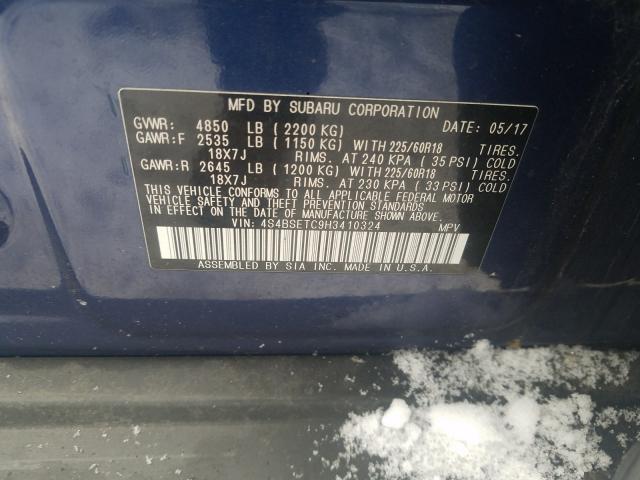 MFD BY SUBARU CORPORATION
GVWR: 4850 LB ( 2200 KG) DATE: 05/17
GAWR:F 2535 LB ( 1150 KG) WITH 225/60R18 TIRES.
18X7J RIMS. AT 240 KPA ( 35 PSI) COLD
GAWR:R 2645 LB ( 1200 KG) WITH 225/60R18 TIRES.
18X7J RIMS. AT 230 KPA ( 33 PSI) COLD
THIS VEHICLE CONFORMS TO ALL APPLICABLE FEDERAL MOTOR
VEHICLE SAFETY AND THEFT PREVENTION STANDARDS
IN EFFECT ON THE DATE OF MANUFACTURE SHOWN ABOVE.
VIN: 4S4BSETC9H3410324 MPV
ASSEMBLED BY SIA INC. MADE IN U.S.A.